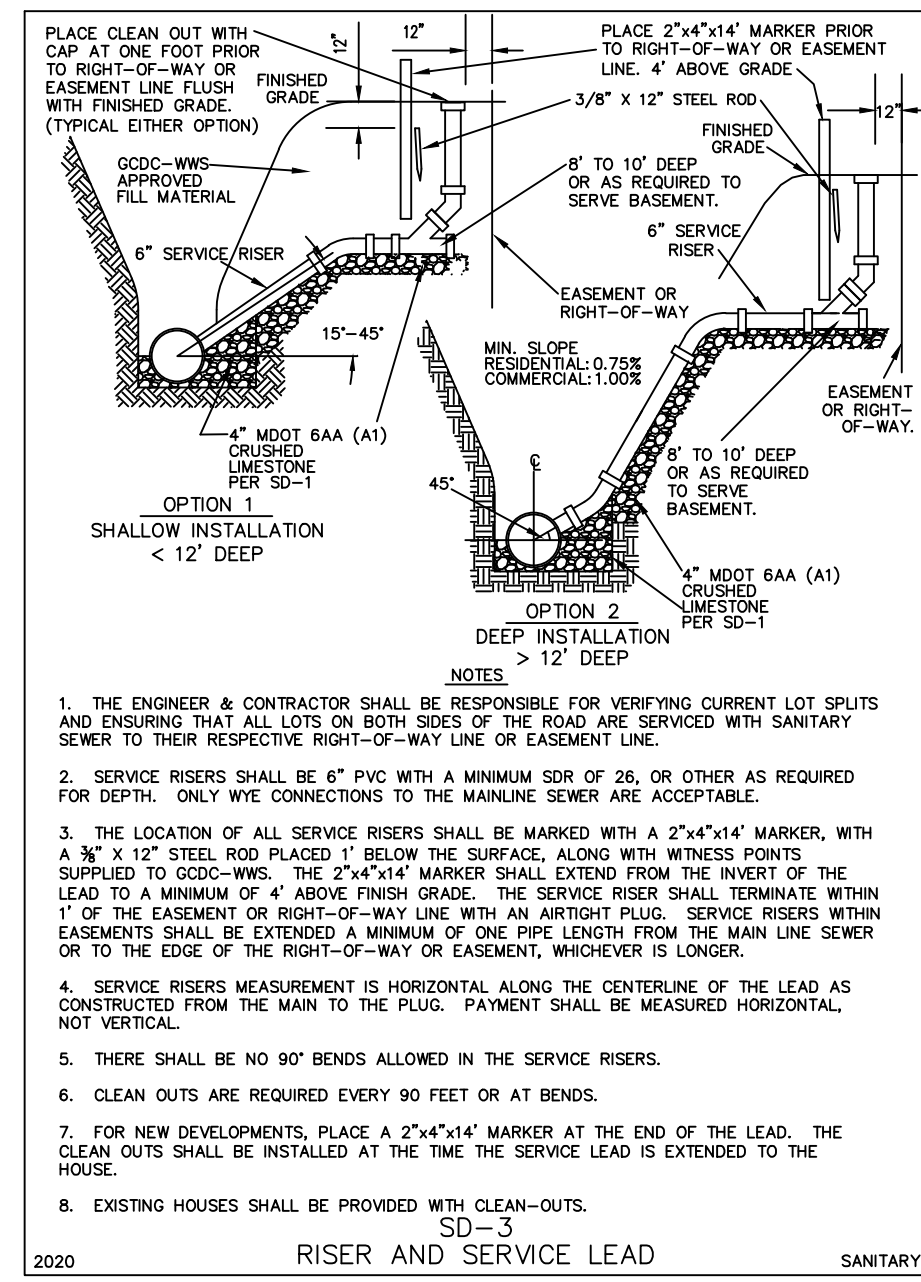 PLACE CLEAN OUT WITH
CAP AT ONE FOOT PRIOR
TO RIGHT-OF-WAY OR
EASEMENT LINE FLUSH
WITH FINISHED GRADE.
(TYPICAL EITHER OPTION)
12"
12"
FINISHED
GRADE
PLACE 2"x4"x14' MARKER PRIOR
TO RIGHT-OF-WAY OR EASEMENT
LINE. 4' ABOVE GRADE
3/8" X 12" STEEL ROD
12"
FINISHED
GRADE
GCDC-WWS
APPROVED
FILL MATERIAL
8' TO 10' DEEP
OR AS REQUIRED TO
SERVE BASEMENT.
6" SERVICE RISER
6" SERVICE
RISER
EASEMENT OR
RIGHT-OF-WAY
15°-45°
MIN. SLOPE
RESIDENTIAL: 0.75%
COMMERCIAL: 1.00%
EASEMENT
OR RIGHT-
OF-WAY.
4" MDOT 6AA (A1)
CRUSHED
LIMESTONE
PER SD-1
8' TO 10' DEEP
OR AS REQUIRED
TO SERVE
BASEMENT.
45°
℄
OPTION 1
SHALLOW INSTALLATION
< 12' DEEP
4" MDOT 6AA (A1)
CRUSHED
LIMESTONE
PER SD-1
OPTION 2
DEEP INSTALLATION
> 12' DEEP
NOTES
1. THE ENGINEER & CONTRACTOR SHALL BE RESPONSIBLE FOR VERIFYING CURRENT LOT SPLITS
AND ENSURING THAT ALL LOTS ON BOTH SIDES OF THE ROAD ARE SERVICED WITH SANITARY
SEWER TO THEIR RESPECTIVE RIGHT-OF-WAY LINE OR EASEMENT LINE.
2. SERVICE RISERS SHALL BE 6" PVC WITH A MINIMUM SDR OF 26, OR OTHER AS REQUIRED
FOR DEPTH. ONLY WYE CONNECTIONS TO THE MAINLINE SEWER ARE ACCEPTABLE.
3. THE LOCATION OF ALL SERVICE RISERS SHALL BE MARKED WITH A 2"x4"x14' MARKER, WITH
A ⅜" X 12" STEEL ROD PLACED 1' BELOW THE SURFACE, ALONG WITH WITNESS POINTS
SUPPLIED TO GCDC-WWS. THE 2"x4"x14' MARKER SHALL EXTEND FROM THE INVERT OF THE
LEAD TO A MINIMUM OF 4' ABOVE FINISH GRADE. THE SERVICE RISER SHALL TERMINATE WITHIN
1' OF THE EASEMENT OR RIGHT-OF-WAY LINE WITH AN AIRTIGHT PLUG. SERVICE RISERS WITHIN
EASEMENTS SHALL BE EXTENDED A MINIMUM OF ONE PIPE LENGTH FROM THE MAIN LINE SEWER
OR TO THE EDGE OF THE RIGHT-OF-WAY OR EASEMENT, WHICHEVER IS LONGER.
4. SERVICE RISERS MEASUREMENT IS HORIZONTAL ALONG THE CENTERLINE OF THE LEAD AS
CONSTRUCTED FROM THE MAIN TO THE PLUG. PAYMENT SHALL BE MEASURED HORIZONTAL,
NOT VERTICAL.
5. THERE SHALL BE NO 90° BENDS ALLOWED IN THE SERVICE RISERS.
6. CLEAN OUTS ARE REQUIRED EVERY 90 FEET OR AT BENDS.
7. FOR NEW DEVELOPMENTS, PLACE A 2"x4"x14' MARKER AT THE END OF THE LEAD. THE
CLEAN OUTS SHALL BE INSTALLED AT THE TIME THE SERVICE LEAD IS EXTENDED TO THE
HOUSE.
8. EXISTING HOUSES SHALL BE PROVIDED WITH CLEAN-OUTS.
SD-3
2020 RISER AND SERVICE LEAD SANITARY